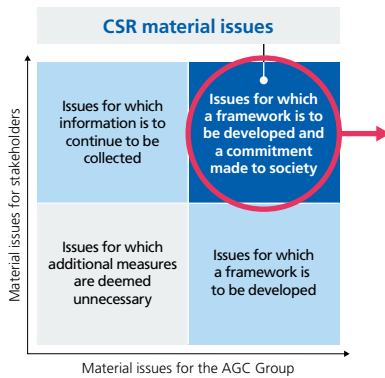 CSR material issues
Material issues for stakeholders
Issues for which
information is to
continue to be
collected
Issues for which
a framework is to
be developed and
a commitment
made to society
Issues for which
additional measures
are deemed
unnecessary
Issues for which
a framework is
to be developed
Material issues for the AGC Group